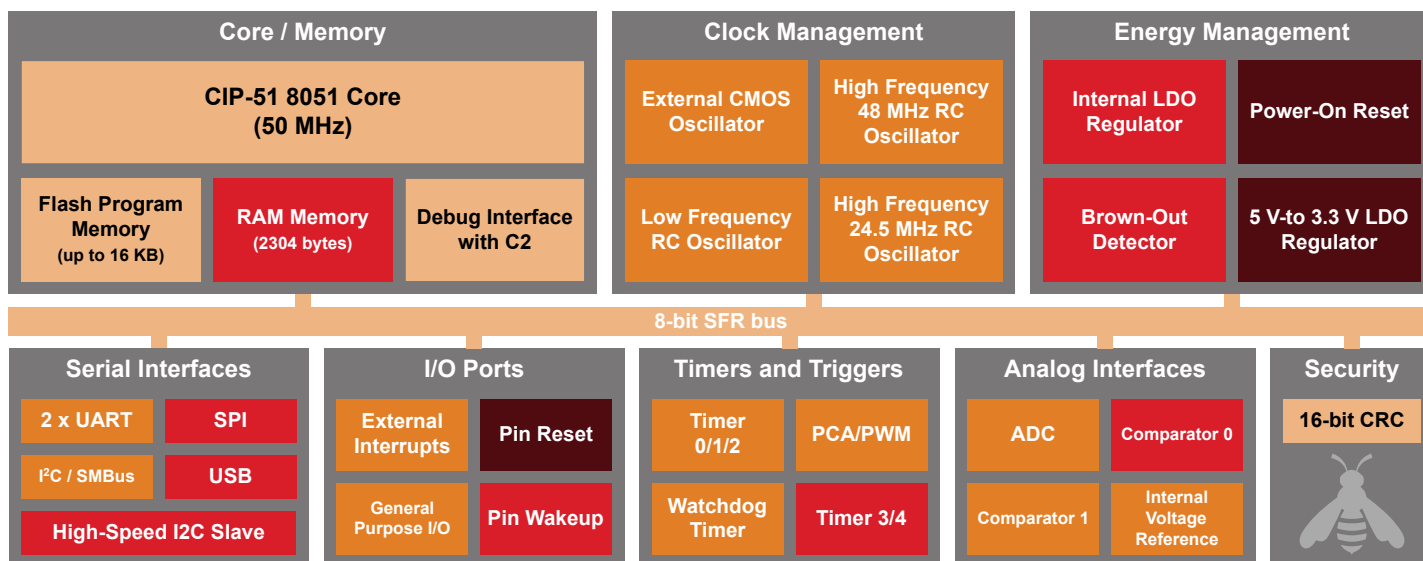 Core / Memory
CIP-51 8051 Core
(50 MHz)
Flash Program
Memory
(up to 16 KB)
RAM Memory
(2304 bytes)
Debug Interface
with C2
Clock Management
External CMOS
Oscillator
High Frequency
48 MHz RC
Oscillator
Low Frequency
RC Oscillator
High Frequency
24.5 MHz RC
Oscillator
Energy Management
Internal LDO
Regulator
Power-On Reset
Brown-Out
Detector
5 V-to 3.3 V LDO
Regulator
8-bit SFR bus
Serial Interfaces
2 x UART
SPI
I²C / SMBus
USB
High-Speed I2C Slave
I/O Ports
External
Interrupts
Pin Reset
General
Purpose I/O
Pin Wakeup
Timers and Triggers
Timer
0/1/2
PCA/PWM
Watchdog
Timer
Timer 3/4
Analog Interfaces
ADC
Comparator 0
Comparator 1
Internal
Voltage
Reference
Security
16-bit CRC